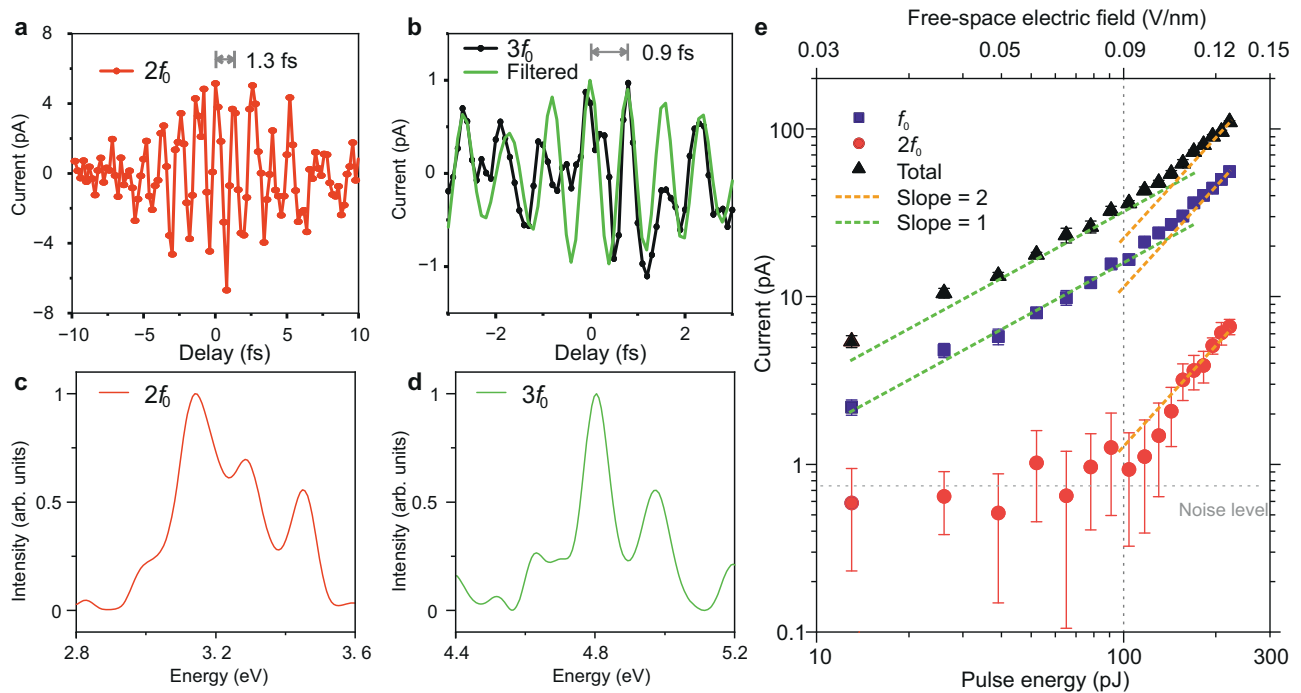 a
8
4
0
−4
−8
Current (pA)
2f₀
1.3 fs
−10
−5
0
5
10
Delay (fs)
b
1
0
−1
Current (pA)
3f₀
Filtered
0.9 fs
−2
0
2
Delay (fs)
c
1
0.5
0
Intensity (arb. units)
2f₀
2.8
3.2
3.6
Energy (eV)
d
1
0.5
0
Intensity (arb. units)
3f₀
4.4
4.8
5.2
Energy (eV)
e
Free-space electric field (V/nm)
0.03
0.05
0.09
0.12
0.15
100
10
1
0.1
Current (pA)
f₀
2f₀
Total
Slope = 2
Slope = 1
Noise level
10
100
300
Pulse energy (pJ)